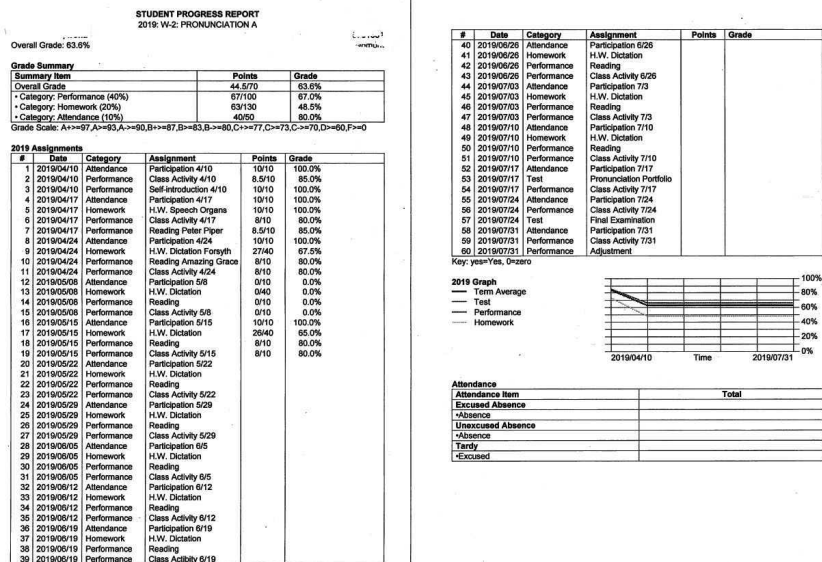 STUDENT PROGRESS REPORT
2019: W-2: PRONUNCIATION A
Overall Grade: 63.6%
Grade Summary
Summary Item Points Grade
Overall Grade 44.5/70 63.6%
• Category: Performance (40%) 67/100 67.0%
• Category: Homework (20%) 63/130 48.5%
• Category: Attendance (10%) 40/50 80.0%
Grade Scale: A+>=97,A>=93,A->=90,B+>=87,B>=83,B->=80,C+>=77,C>=73,C->=70,D>=60,F>=0
2019 Assignments
# Date Category Assignment Points Grade
1 2019/04/10 Attendance Participation 4/10 10/10 100.0%
2 2019/04/10 Performance Class Activity 4/10 8.5/10 85.0%
3 2019/04/10 Performance Self-introduction 4/10 10/10 100.0%
4 2019/04/17 Attendance Participation 4/17 10/10 100.0%
5 2019/04/17 Homework H.W. Speech Organs 10/10 100.0%
6 2019/04/17 Performance Class Activity 4/17 8/10 80.0%
7 2019/04/17 Performance Reading Peter Piper 8.5/10 85.0%
8 2019/04/24 Attendance Participation 4/24 10/10 100.0%
9 2019/04/24 Homework H.W. Dictation Forsyth 27/40 67.5%
10 2019/04/24 Performance Reading Amazing Grace 8/10 80.0%
11 2019/04/24 Performance Class Activity 4/24 8/10 80.0%
12 2019/05/08 Attendance Participation 5/8 0/10 0.0%
13 2019/05/08 Homework H.W. Dictation 0/40 0.0%
14 2019/05/08 Performance Reading 0/10 0.0%
15 2019/05/08 Performance Class Activity 5/8 0/10 0.0%
16 2019/05/15 Attendance Participation 5/15 10/10 100.0%
17 2019/05/15 Homework H.W. Dictation 26/40 65.0%
18 2019/05/15 Performance Reading 8/10 80.0%
19 2019/05/15 Performance Class Activity 5/15 8/10 80.0%
20 2019/05/22 Attendance Participation 5/22
21 2019/05/22 Homework H.W. Dictation
22 2019/05/22 Performance Reading
23 2019/05/22 Performance Class Activity 5/22
24 2019/05/29 Attendance Participation 5/29
25 2019/05/29 Homework H.W. Dictation
26 2019/05/29 Performance Reading
27 2019/05/29 Performance Class Activity 5/29
28 2019/06/05 Attendance Participation 6/5
29 2019/06/05 Homework H.W. Dictation
30 2019/06/05 Performance Reading
31 2019/06/05 Performance Class Activity 6/5
32 2019/06/12 Attendance Participation 6/12
33 2019/06/12 Homework H.W. Dictation
34 2019/06/12 Performance Reading
35 2019/06/12 Performance Class Activity 6/12
36 2019/06/19 Attendance Participation 6/19
37 2019/06/19 Homework H.W. Dictation
38 2019/06/19 Performance Reading
39 2019/06/19 Performance Class Actibity 6/19
# Date Category Assignment Points Grade
40 2019/06/26 Attendance Participation 6/26
41 2019/06/26 Homework H.W. Dictation
42 2019/06/26 Performance Reading
43 2019/06/26 Performance Class Activity 6/26
44 2019/07/03 Attendance Participation 7/3
45 2019/07/03 Homework H.W. Dictation
46 2019/07/03 Performance Reading
47 2019/07/03 Performance Class Activity 7/3
48 2019/07/10 Attendance Participation 7/10
49 2019/07/10 Homework H.W. Dictation
50 2019/07/10 Performance Reading
51 2019/07/10 Performance Class Activity 7/10
52 2019/07/17 Attendance Participation 7/17
53 2019/07/17 Test Pronunciation Portfolio
54 2019/07/17 Performance Class Activity 7/17
55 2019/07/24 Attendance Participation 7/24
56 2019/07/24 Performance Class Activity 7/24
57 2019/07/24 Test Final Examination
58 2019/07/31 Attendance Participation 7/31
59 2019/07/31 Performance Class Activity 7/31
60 2019/07/31 Performance Adjustment
Key: yes=Yes, 0=zero
2019 Graph
Term Average
Test
Performance
Homework
100%
80%
60%
40%
20%
0%
2019/04/10 Time 2019/07/31
Attendance
Attendance Item Total
Excused Absence
•Absence
Unexcused Absence
•Absence
Tardy
•Excused